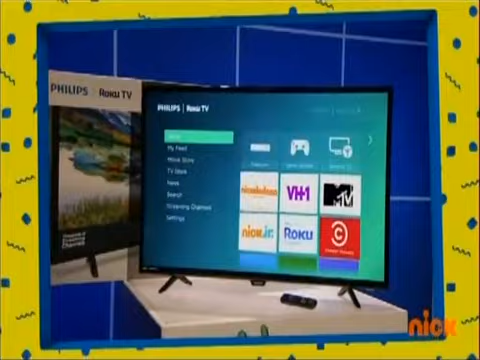 PHILIPS | Roku TV
PHILIPS | Roku TV
My Feed
Movie Store
TV Store
News
Search
Streaming Channels
Settings
nickelodeon
VH1
MTV
nick jr.
Roku
nick